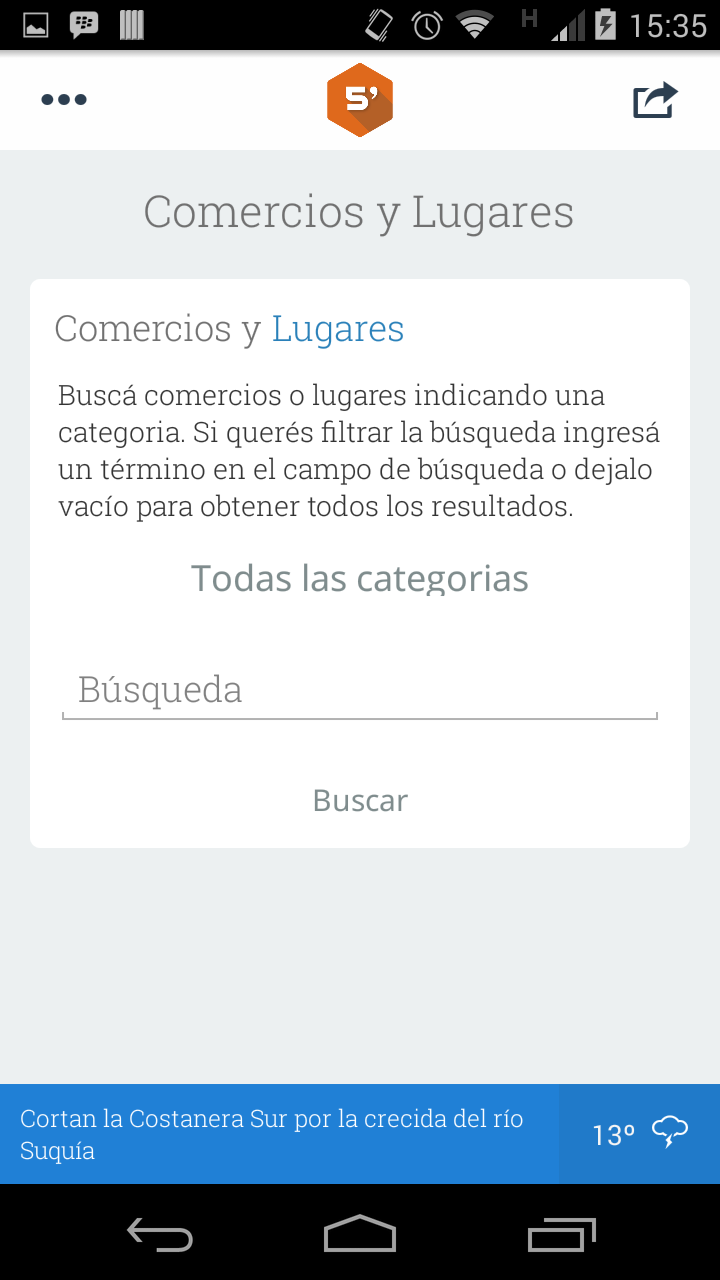 H
15:35
5’
Comercios y Lugares
Comercios y Lugares
Buscá comercios o lugares indicando una
categoria. Si querés filtrar la búsqueda ingresá
un término en el campo de búsqueda o dejalo
vacío para obtener todos los resultados.
Todas las categorias
Búsqueda
Buscar
Cortan la Costanera Sur por la crecida del río
Suquía
13º